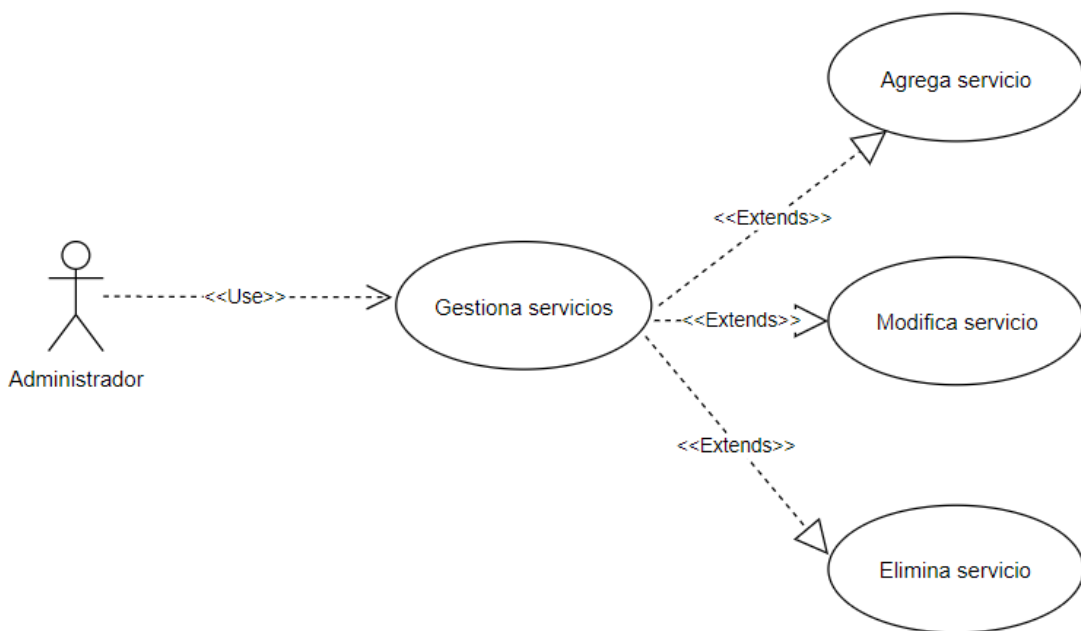 Agrega servicio
<<Extends>>
<<Use>>
Gestiona servicios
<<Extends>>
Modifica servicio
Administrador
<<Extends>>
Elimina servicio